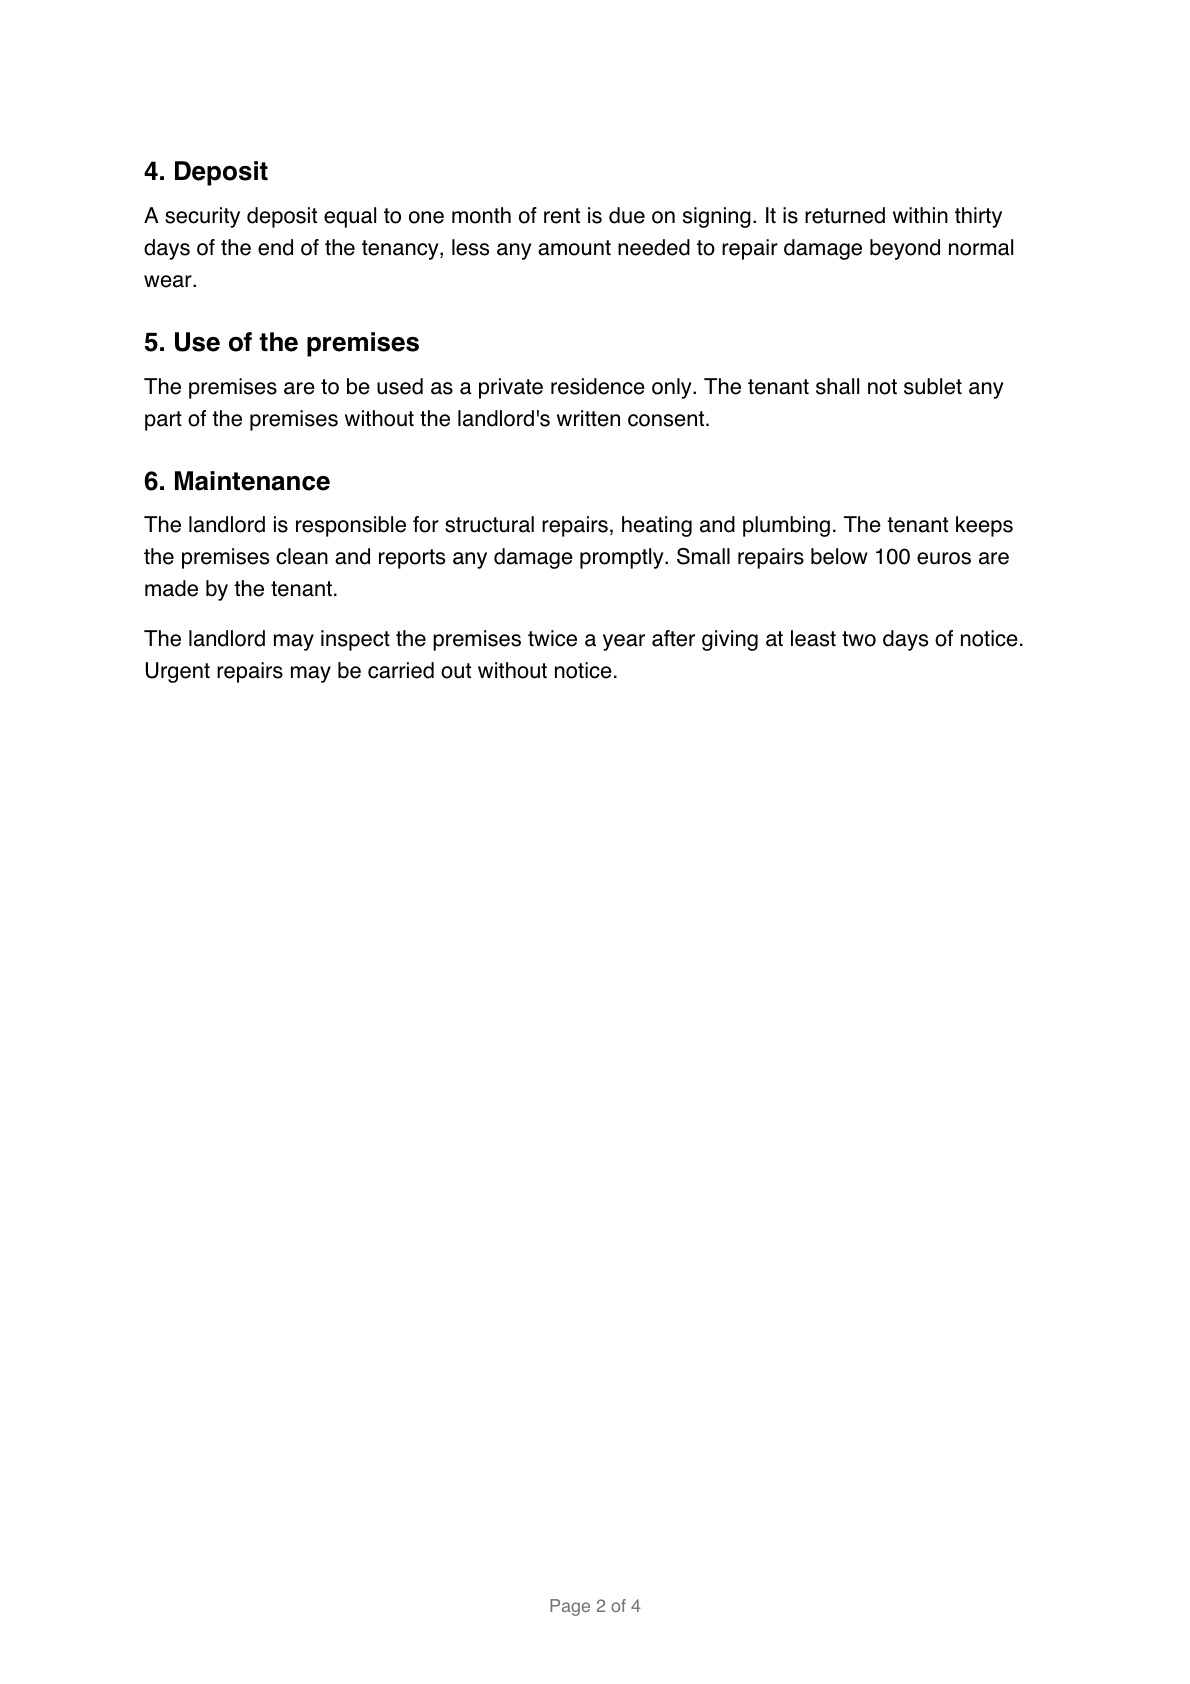 4. Deposit
A security deposit equal to one month of rent is due on signing. It is returned within thirty
days of the end of the tenancy, less any amount needed to repair damage beyond normal
wear.
5. Use of the premises
The premises are to be used as a private residence only. The tenant shall not sublet any
part of the premises without the landlord's written consent.
6. Maintenance
The landlord is responsible for structural repairs, heating and plumbing. The tenant keeps
the premises clean and reports any damage promptly. Small repairs below 100 euros are
made by the tenant.
The landlord may inspect the premises twice a year after giving at least two days of notice.
Urgent repairs may be carried out without notice.
Page 2 of 4